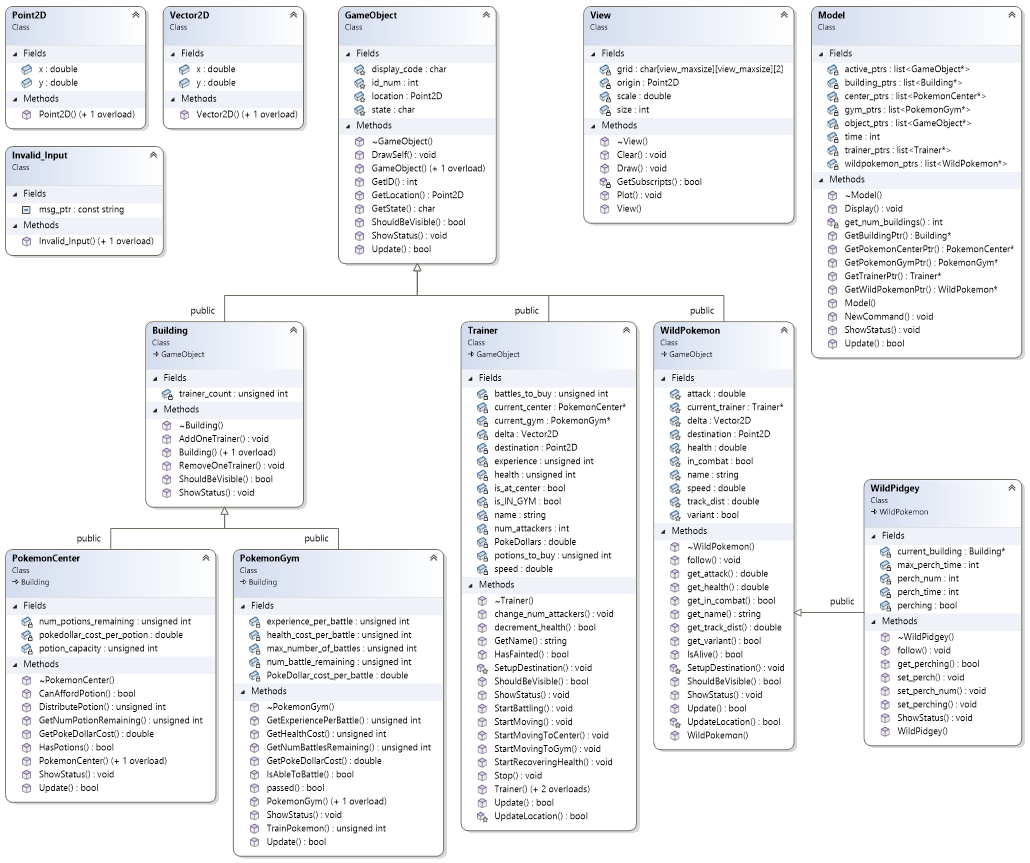 Point2D
Class
Fields
x : double
y : double
Methods
Point2D() (+ 1 overload)
Vector2D
Class
Fields
x : double
y : double
Methods
Vector2D() (+ 1 overload)
Invalid_Input
Class
Fields
msg_ptr : const string
Methods
Invalid_Input() (+ 1 overload)
GameObject
Class
Fields
display_code : char
id_num : int
location : Point2D
state : char
Methods
~GameObject()
DrawSelf() : void
GameObject() (+ 1 overload)
GetID() : int
GetLocation() : Point2D
GetState() : char
ShouldBeVisible() : bool
ShowStatus() : void
Update() : bool
View
Class
Fields
grid : char[view_maxsize][view_maxsize][2]
origin : Point2D
scale : double
size : int
Methods
~View()
Clear() : void
Draw() : void
GetSubscripts() : bool
Plot() : void
View()
Model
Class
Fields
active_ptrs : list<GameObject*>
building_ptrs : list<Building*>
center_ptrs : list<PokemonCenter*>
gym_ptrs : list<PokemonGym*>
object_ptrs : list<GameObject*>
time : int
trainer_ptrs : list<Trainer*>
wildpokemon_ptrs : list<WildPokemon*>
Methods
~Model()
Display() : void
get_num_buildings() : int
GetBuildingPtr() : Building*
GetPokemonCenterPtr() : PokemonCenter*
GetPokemonGymPtr() : PokemonGym*
GetTrainerPtr() : Trainer*
GetWildPokemonPtr() : WildPokemon*
Model()
NewCommand() : void
ShowStatus() : void
Update() : bool
public
public
public
Building
Class
GameObject
Fields
trainer_count : unsigned int
Methods
~Building()
AddOneTrainer() : void
Building() (+ 1 overload)
RemoveOneTrainer() : void
ShouldBeVisible() : bool
ShowStatus() : void
Trainer
Class
GameObject
Fields
battles_to_buy : unsigned int
current_center : PokemonCenter*
current_gym : PokemonGym*
delta : Vector2D
destination : Point2D
experience : unsigned int
health : unsigned int
is_at_center : bool
is_IN_GYM : bool
name : string
num_attackers : int
PokeDollars : double
potions_to_buy : unsigned int
speed : double
Methods
~Trainer()
change_num_attackers() : void
decrement_health() : bool
GetName() : string
HasFainted() : bool
SetupDestination() : void
ShouldBeVisible() : bool
ShowStatus() : void
StartBattling() : void
StartMoving() : void
StartMovingToCenter() : void
StartMovingToGym() : void
StartRecoveringHealth() : void
Stop() : void
Trainer() (+ 2 overloads)
Update() : bool
UpdateLocation() : bool
WildPokemon
Class
GameObject
Fields
attack : double
current_trainer : Trainer*
delta : Vector2D
destination : Point2D
health : double
in_combat : bool
name : string
speed : double
track_dist : double
variant : bool
Methods
~WildPokemon()
follow() : void
get_attack() : double
get_health() : double
get_in_combat() : bool
get_name() : string
get_track_dist() : double
get_variant() : bool
IsAlive() : bool
SetupDestination() : void
ShouldBeVisible() : bool
ShowStatus() : void
Update() : bool
UpdateLocation() : bool
WildPokemon()
public
WildPidgey
Class
WildPokemon
Fields
current_building : Building*
max_perch_time : int
perch_num : int
perch_time : int
perching : bool
Methods
~WildPidgey()
follow() : void
get_perching() : bool
set_perch() : void
set_perch_num() : void
set_perching() : void
ShowStatus() : void
WildPidgey()
public
public
PokemonCenter
Class
Building
Fields
num_potions_remaining : unsigned int
pokedollar_cost_per_potion : double
potion_capacity : unsigned int
Methods
~PokemonCenter()
CanAffordPotion() : bool
DistributePotion() : unsigned int
GetNumPotionRemaining() : unsigned int
GetPokeDollarCost() : double
HasPotions() : bool
PokemonCenter() (+ 1 overload)
ShowStatus() : void
Update() : bool
PokemonGym
Class
Building
Fields
experience_per_battle : unsigned int
health_cost_per_battle : unsigned int
max_number_of_battles : unsigned int
num_battle_remaining : unsigned int
PokeDollar_cost_per_battle : double
Methods
~PokemonGym()
GetExperiencePerBattle() : unsigned int
GetHealthCost() : unsigned int
GetNumBattlesRemaining() : unsigned int
GetPokeDollarCost() : double
IsAbleToBattle() : bool
passed() : bool
PokemonGym() (+ 1 overload)
ShowStatus() : void
TrainPokemon() : unsigned int
Update() : bool